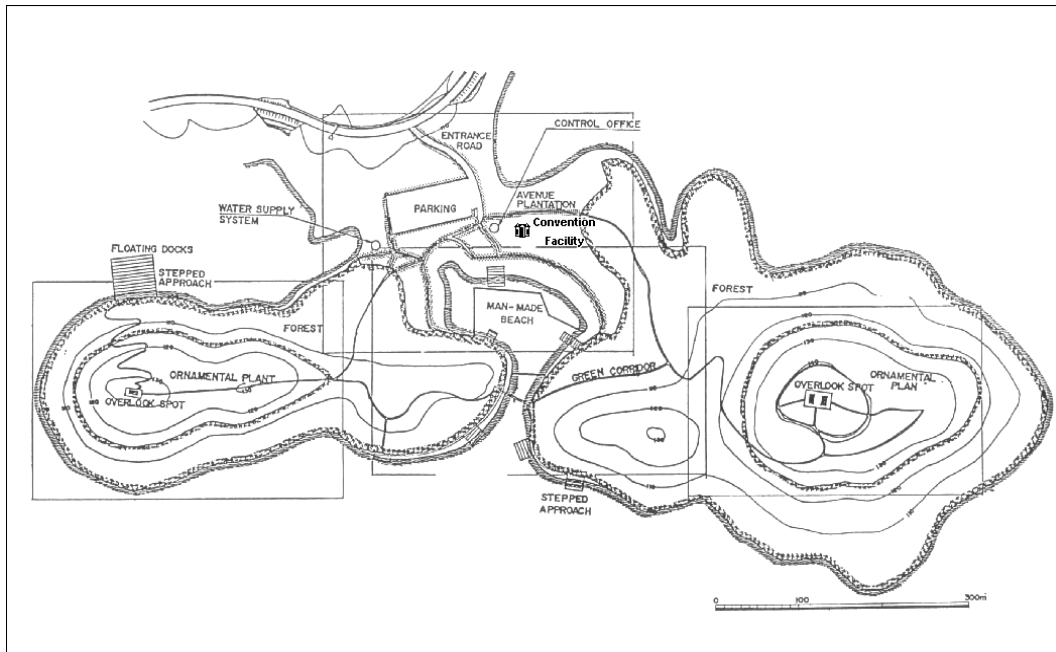 CONTROL OFFICE
ENTRANCE
ROAD
AVENUE
PLANTATION
PARKING
WATER SUPPLY
SYSTEM
Convention
Facility
FLOATING DOCKS
STEPPED
APPROACH
MAN-MADE
BEACH
FOREST
FOREST
ORNAMENTAL PLANT
OVERLOOK SPOT
GREEN CORRIDOR
ORNAMENTAL
PLAN
OVERLOOK SPOT
STEPPED
APPROACH
0 100 300m